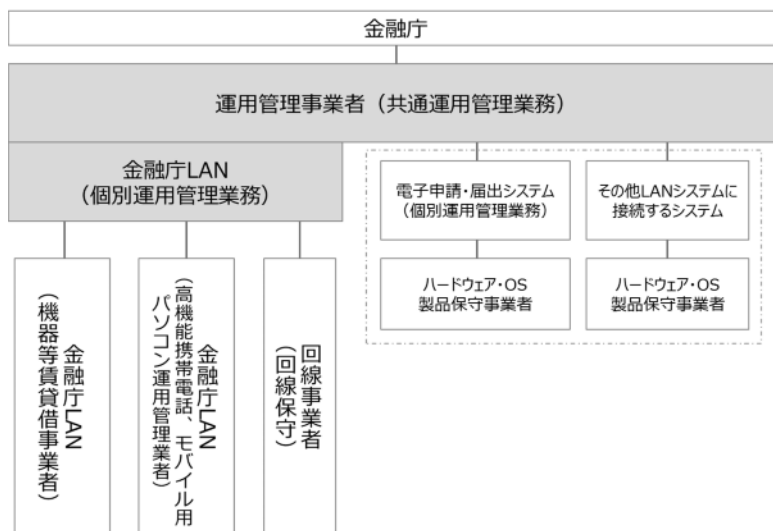 金融庁
運用管理事業者（共通運用管理業務）
金融庁LAN
（個別運用管理業務）
電子申請・届出システム
（個別運用管理業務）
その他LANシステムに
接続するシステム
ハードウェア・OS
製品保守事業者
ハードウェア・OS
製品保守事業者
金融庁LAN
（機器等賃貸借事業者）
金融庁LAN
（高機能携帯電話、モバイル用
パソコン運用管理業者）
回線事業者
（回線保守）